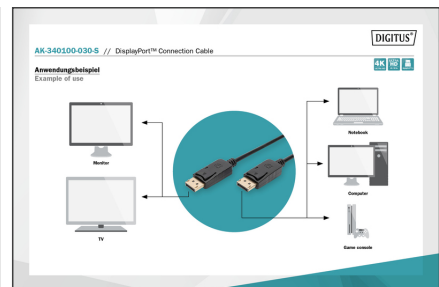 DIGITUS®
AK-340100-030-S // DisplayPort™ Connection Cable
4K
Anwendungsbeispiel
Example of use
Monitor
TV
Notebook
Computer
Game console